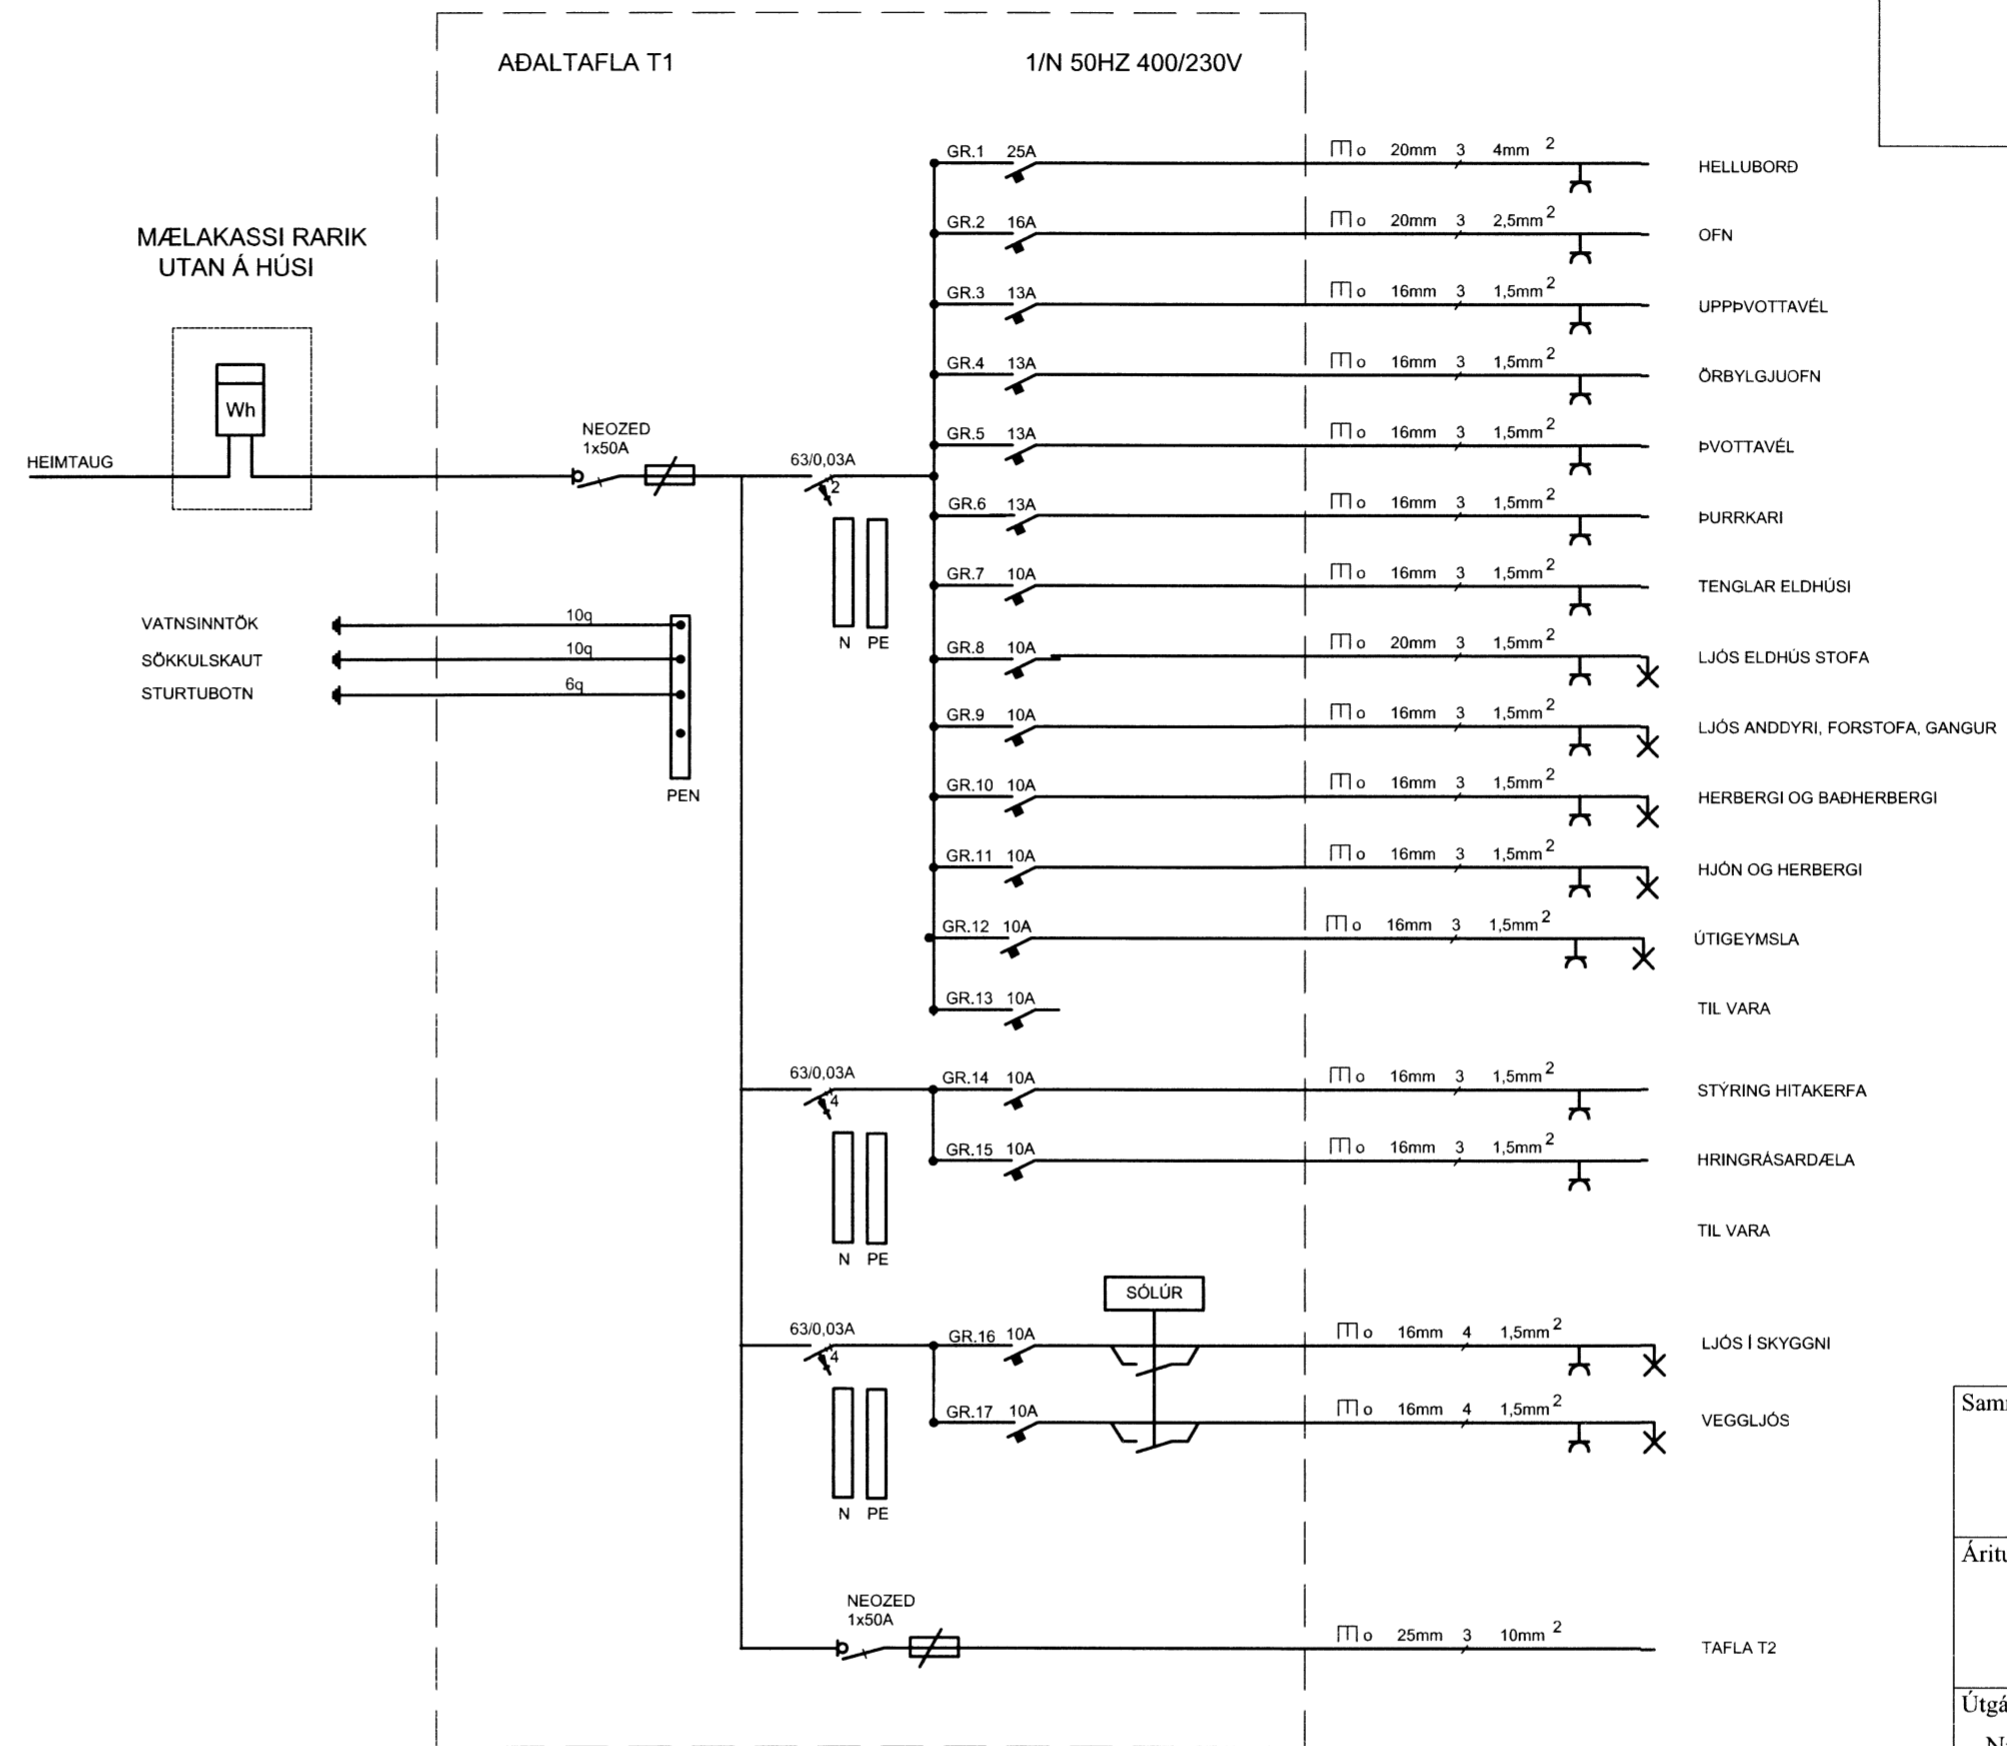 AÐALTAFLA T1 1/N 50HZ 400/230V
MÆLAKASSI RARIK
UTAN Á HÚSI
Wh
HEIMTAUG
NEOZED
1x50A
63/0,03A
2
N PE
VATNSINNTÖK 10q
SÖKKULSKAUT 10q
STURTUBOTN 6q
PEN
GR.1 25A o 20mm 3 4mm 2 HELLUBORÐ
GR.2 16A o 20mm 3 2,5mm 2 OFN
GR.3 13A o 16mm 3 1,5mm 2 UPPÞVOTTAVÉL
GR.4 13A o 16mm 3 1,5mm 2 ÖRBYLGJUOFN
GR.5 13A o 16mm 3 1,5mm 2 ÞVOTTAVÉL
GR.6 13A o 16mm 3 1,5mm 2 ÞURRKARI
GR.7 10A o 16mm 3 1,5mm 2 TENGLAR ELDHÚSI
GR.8 10A o 20mm 3 1,5mm 2 LJÓS ELDHÚS STOFA
GR.9 10A o 16mm 3 1,5mm 2 LJÓS ANDDYRI, FORSTOFA, GANGUR
GR.10 10A o 16mm 3 1,5mm 2 HERBERGI OG BAÐHERBERGI
GR.11 10A o 16mm 3 1,5mm 2 HJÓN OG HERBERGI
GR.12 10A o 16mm 3 1,5mm 2 ÚTIGEYMSLA
GR.13 10A TIL VARA
63/0,03A
4
N PE
GR.14 10A o 16mm 3 1,5mm 2 STÝRING HITAKERFA
GR.15 10A o 16mm 3 1,5mm 2 HRINGRÁSARDÆLA
TIL VARA
SÓLÚR
63/0,03A
4
N PE
GR.16 10A o 16mm 4 1,5mm 2 LJÓS Í SKYGGNI
GR.17 10A o 16mm 4 1,5mm 2 VEGGLJÓS
NEOZED
1x50A
o 25mm 3 10mm 2 TAFLA T2